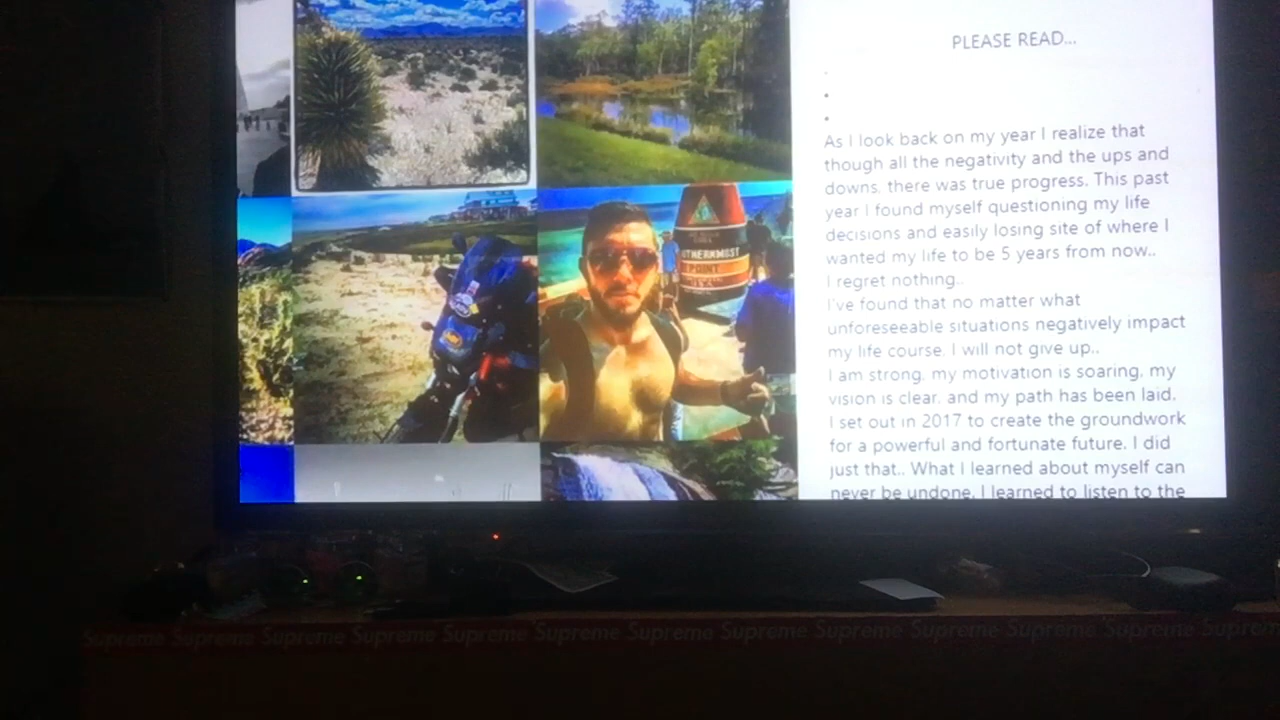 PLEASE READ...
.
.
.
As I look back on my year I realize that
though all the negativity and the ups and
downs, there was true progress. This past
year I found myself questioning my life
decisions and easily losing site of where I
wanted my life to be 5 years from now..
I regret nothing..
I've found that no matter what
unforeseeable situations negatively impact
my life course. I will not give up..
I am strong, my motivation is soaring, my
vision is clear, and my path has been laid.
I set out in 2017 to create the groundwork
for a powerful and fortunate future. I did
just that.. What I learned about myself can
never be undone. I learned to listen to the
POINT
Supreme Supreme Supreme Supreme Supreme Supreme Supreme Supreme Supreme Supreme Supreme Supreme